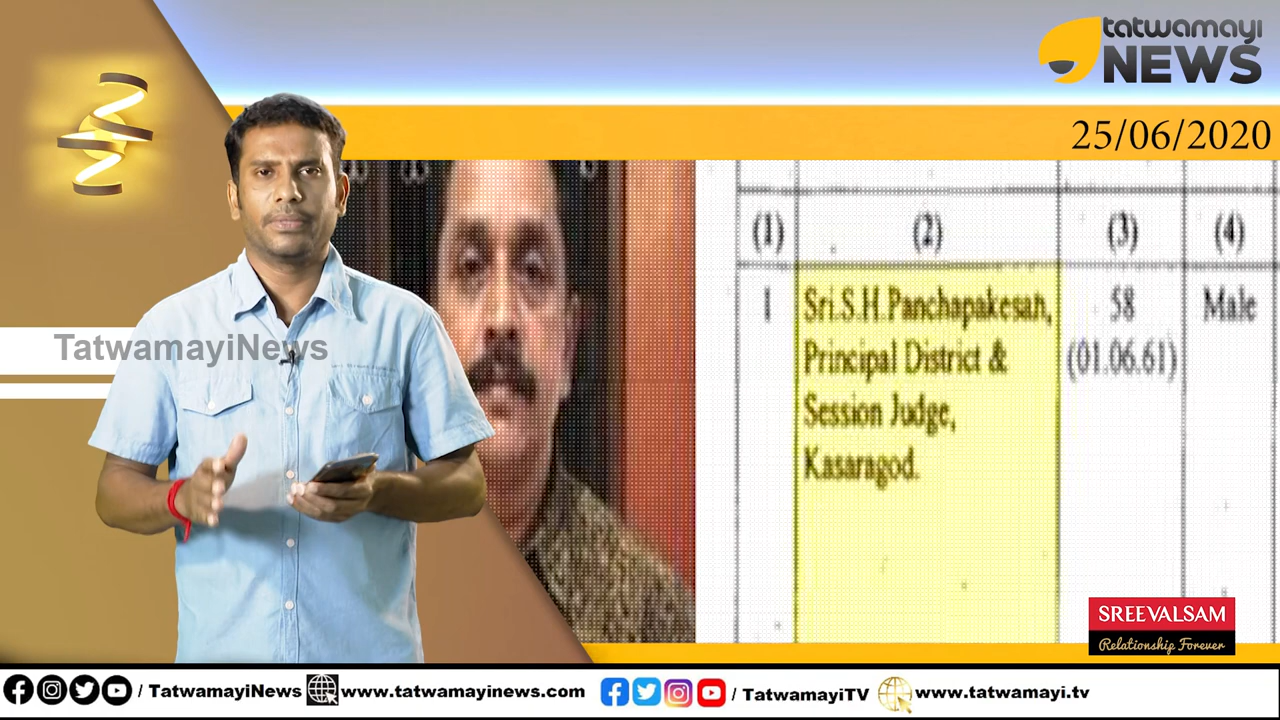 tatwamayi
NEWS
25/06/2020
(1) (2) (3) (4)
1 Sri.S.H.Panchapakesan, 58 Male
Principal District & (01.06.61)
Session Judge,
Kasaragod.
TatwamayiNews
SREEVALSAM
Relationship Forever
/ TatwamayiNews www.tatwamayinews.com / TatwamayiTV www.tatwamayi.tv